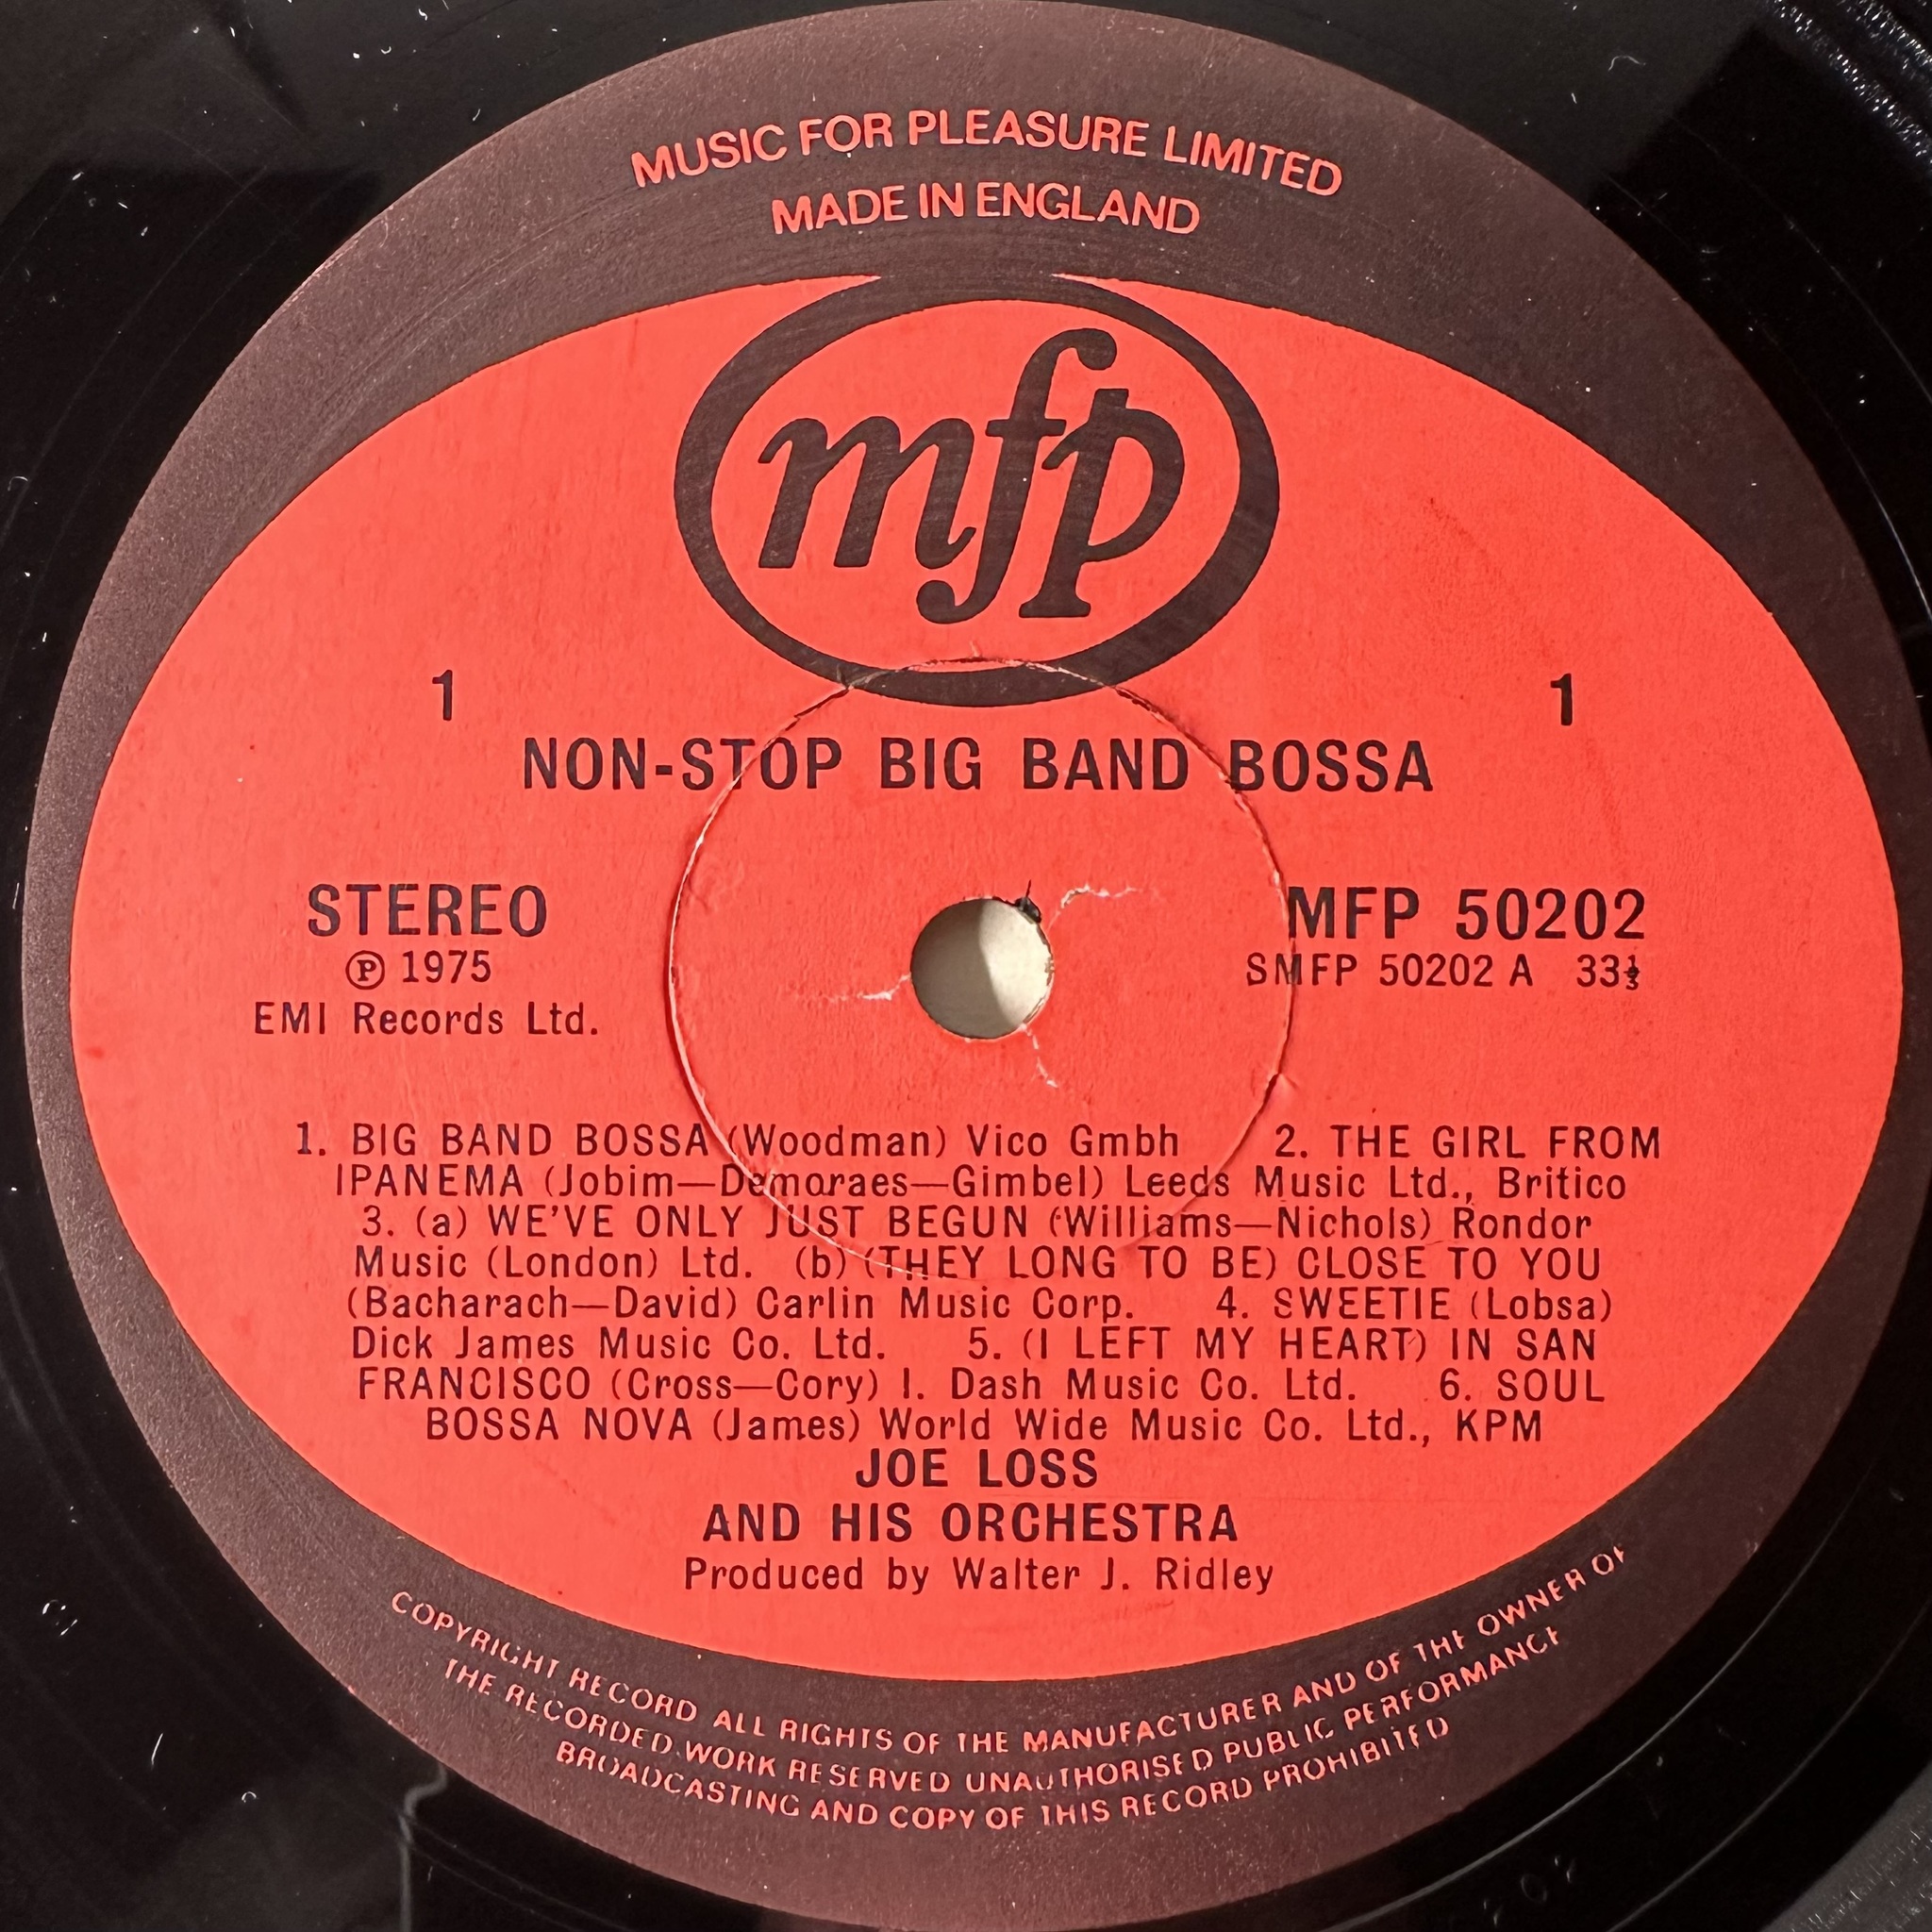 MUSIC FOR PLEASURE LIMITED
MADE IN ENGLAND
mfp
1 1
NON-STOP BIG BAND BOSSA
STEREO MFP 50202
Ⓟ 1975 SMFP 50202 A 33⅓
EMI Records Ltd.
1. BIG BAND BOSSA (Woodman) Vico Gmbh 2. THE GIRL FROM
IPANEMA (Jobim—Demoraes—Gimbel) Leeds Music Ltd., Britico
3. (a) WE'VE ONLY JUST BEGUN (Williams—Nichols) Rondor
Music (London) Ltd. (b) (THEY LONG TO BE) CLOSE TO YOU
(Bacharach—David) Carlin Music Corp. 4. SWEETIE (Lobsa)
Dick James Music Co. Ltd. 5. (I LEFT MY HEART) IN SAN
FRANCISCO (Cross—Cory) I. Dash Music Co. Ltd. 6. SOUL
BOSSA NOVA (James) World Wide Music Co. Ltd., KPM
JOE LOSS
AND HIS ORCHESTRA
Produced by Walter J. Ridley
COPYRIGHT RECORD ALL RIGHTS OF THE MANUFACTURER AND OF THE OWNER OF
THE RECORDED WORK RESERVED UNAUTHORISED PUBLIC PERFORMANCE
BROADCASTING AND COPY OF THIS RECORD PROHIBITED